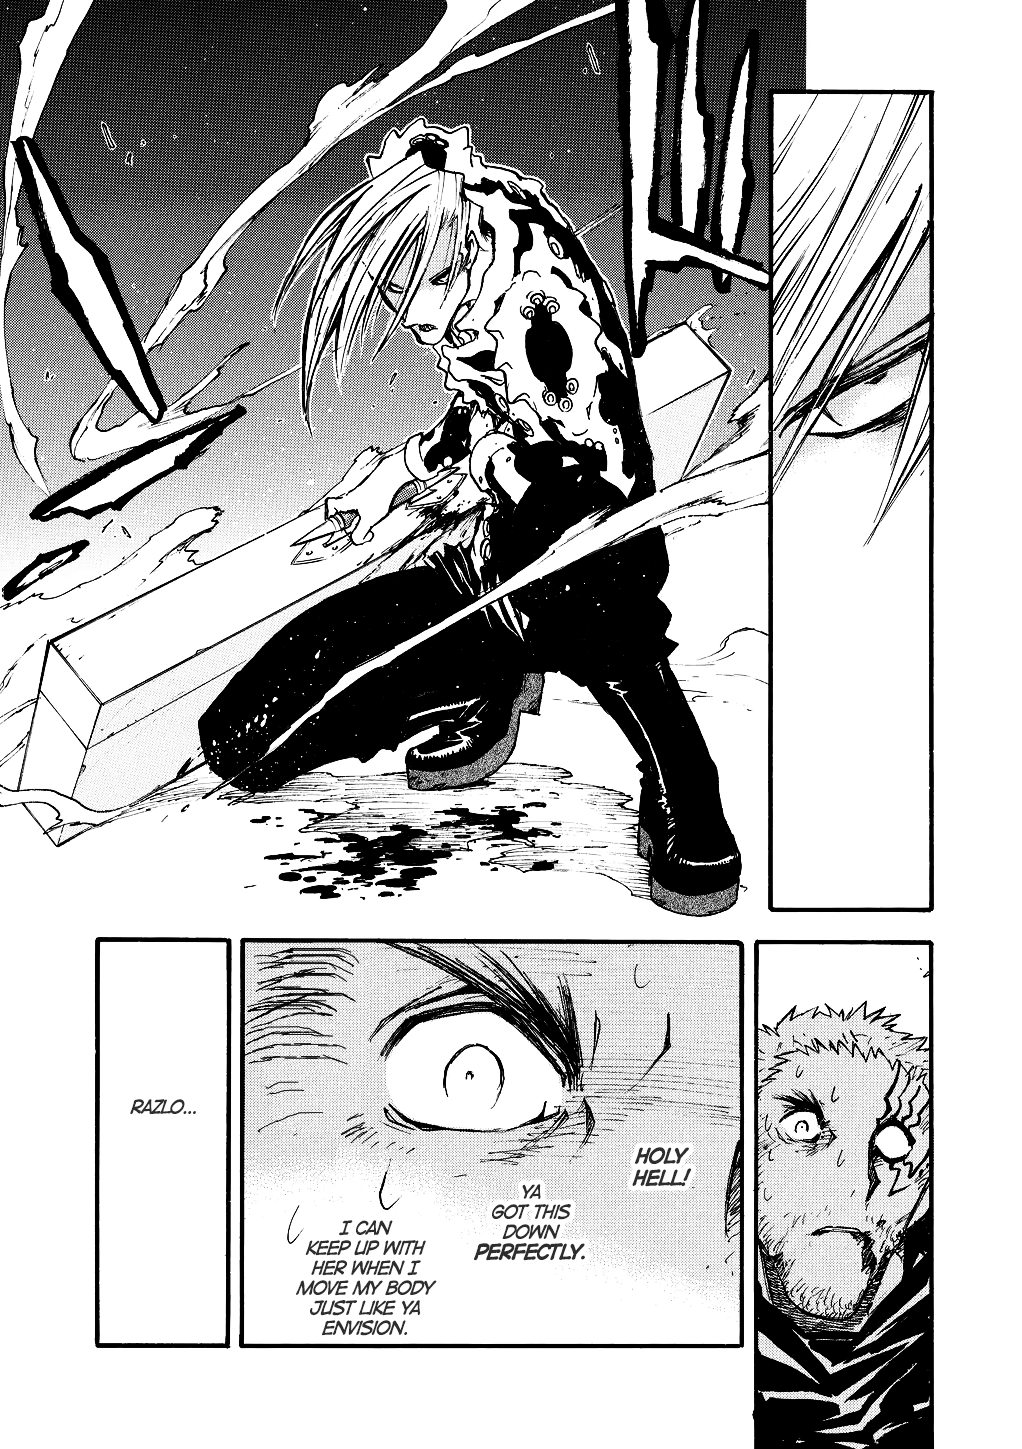 HOLY
HELL!
YA
GOT THIS
DOWN
PERFECTLY.
I CAN
KEEP UP WITH
HER WHEN I
MOVE MY BODY
JUST LIKE YA
ENVISION.
RAZLO...